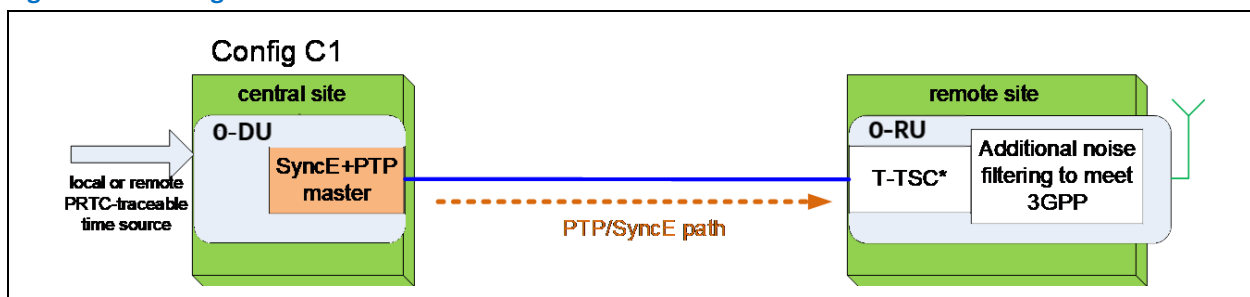 Config C1
central site
O-DU
SyncE+PTP
master
local or remote
PRTC-traceable
time source
PTP/SyncE path
remote site
O-RU
T-TSC*
Additional noise
filtering to meet
3GPP